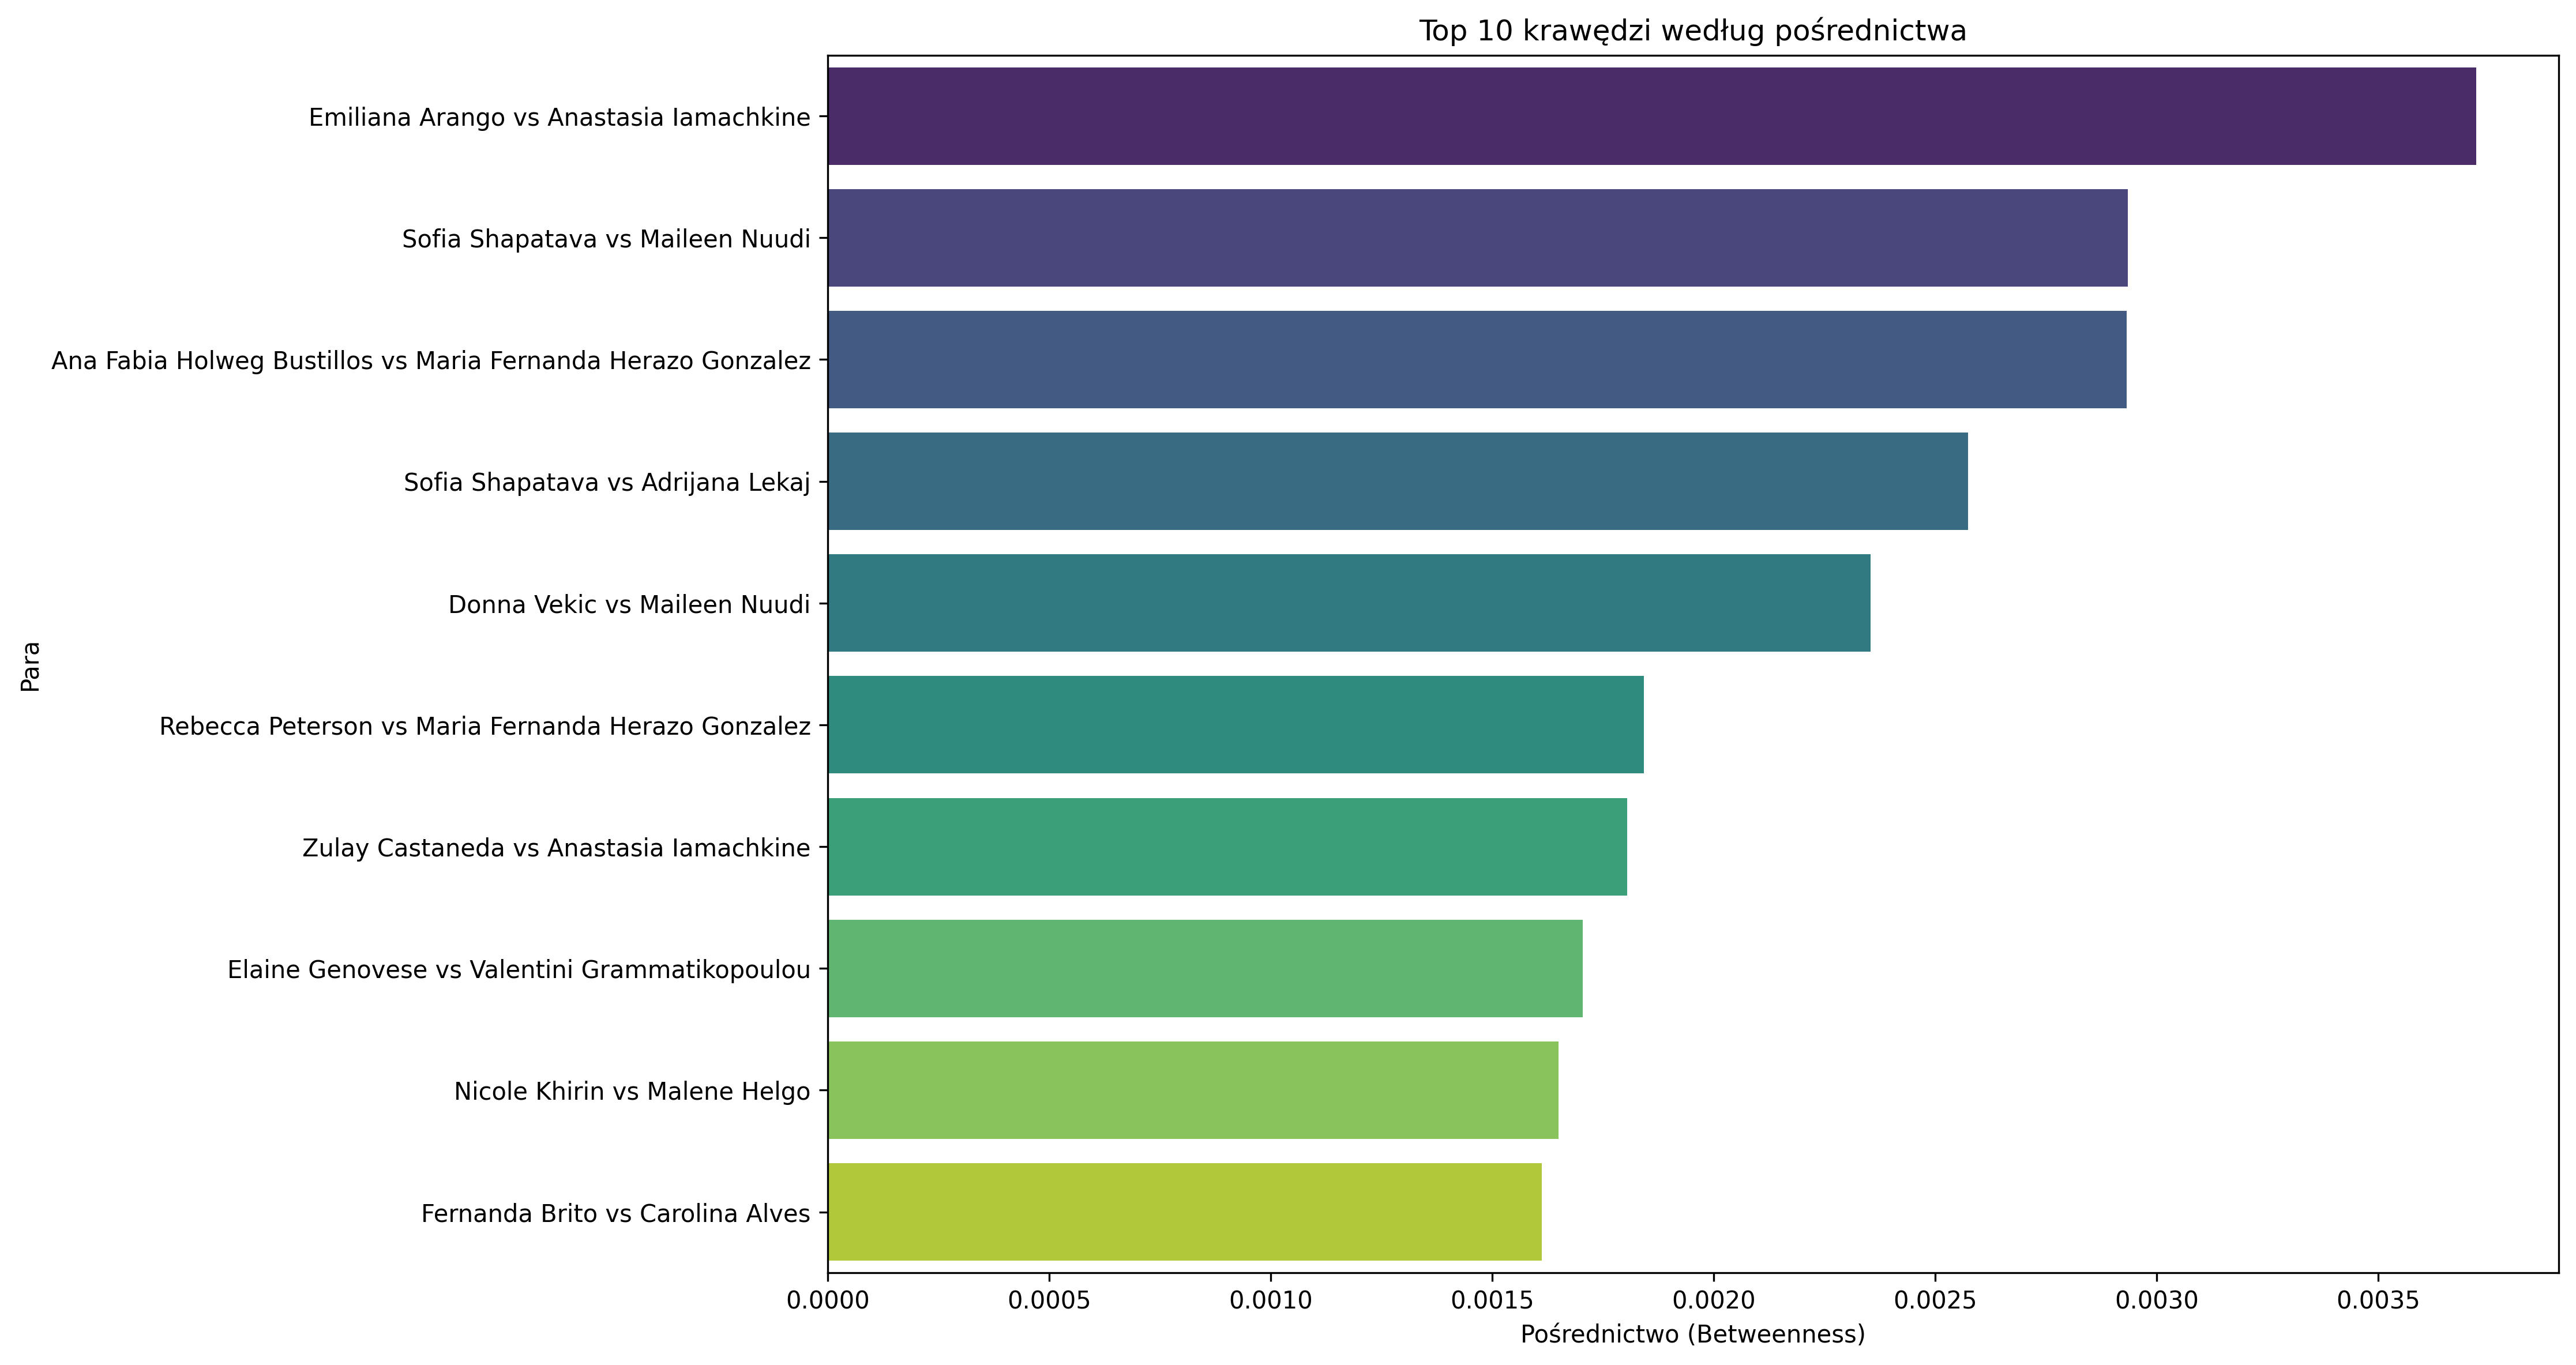 Top 10 krawędzi według pośrednictwa
Para
Emiliana Arango vs Anastasia Iamachkine
Sofia Shapatava vs Maileen Nuudi
Ana Fabia Holweg Bustillos vs Maria Fernanda Herazo Gonzalez
Sofia Shapatava vs Adrijana Lekaj
Donna Vekic vs Maileen Nuudi
Rebecca Peterson vs Maria Fernanda Herazo Gonzalez
Zulay Castaneda vs Anastasia Iamachkine
Elaine Genovese vs Valentini Grammatikopoulou
Nicole Khirin vs Malene Helgo
Fernanda Brito vs Carolina Alves
0.0000 0.0005 0.0010 0.0015 0.0020 0.0025 0.0030 0.0035
Pośrednictwo (Betweenness)